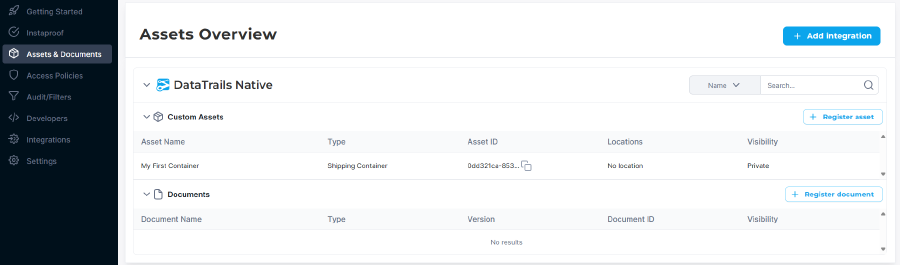 Getting Started
Instaproof
Assets & Documents
Access Policies
Audit/Filters
Developers
Integrations
Settings
Assets Overview
+ Add Integration
DataTrails Native
Name
Search...
Custom Assets
+ Register asset
Asset Name Type Asset ID Locations Visibility
My First Container Shipping Container 0dd321ca-853... No location Private
Documents
+ Register document
Document Name Type Version Document ID Visibility
No results